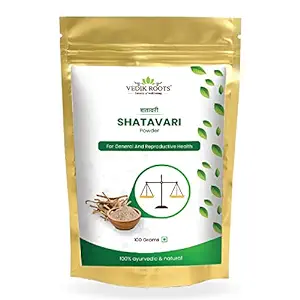 VEDIK ROOTS
शतावरी
SHATAVARI
Powder
For General And Reproductive Health
100 Grams
100% ayurvedic & natural